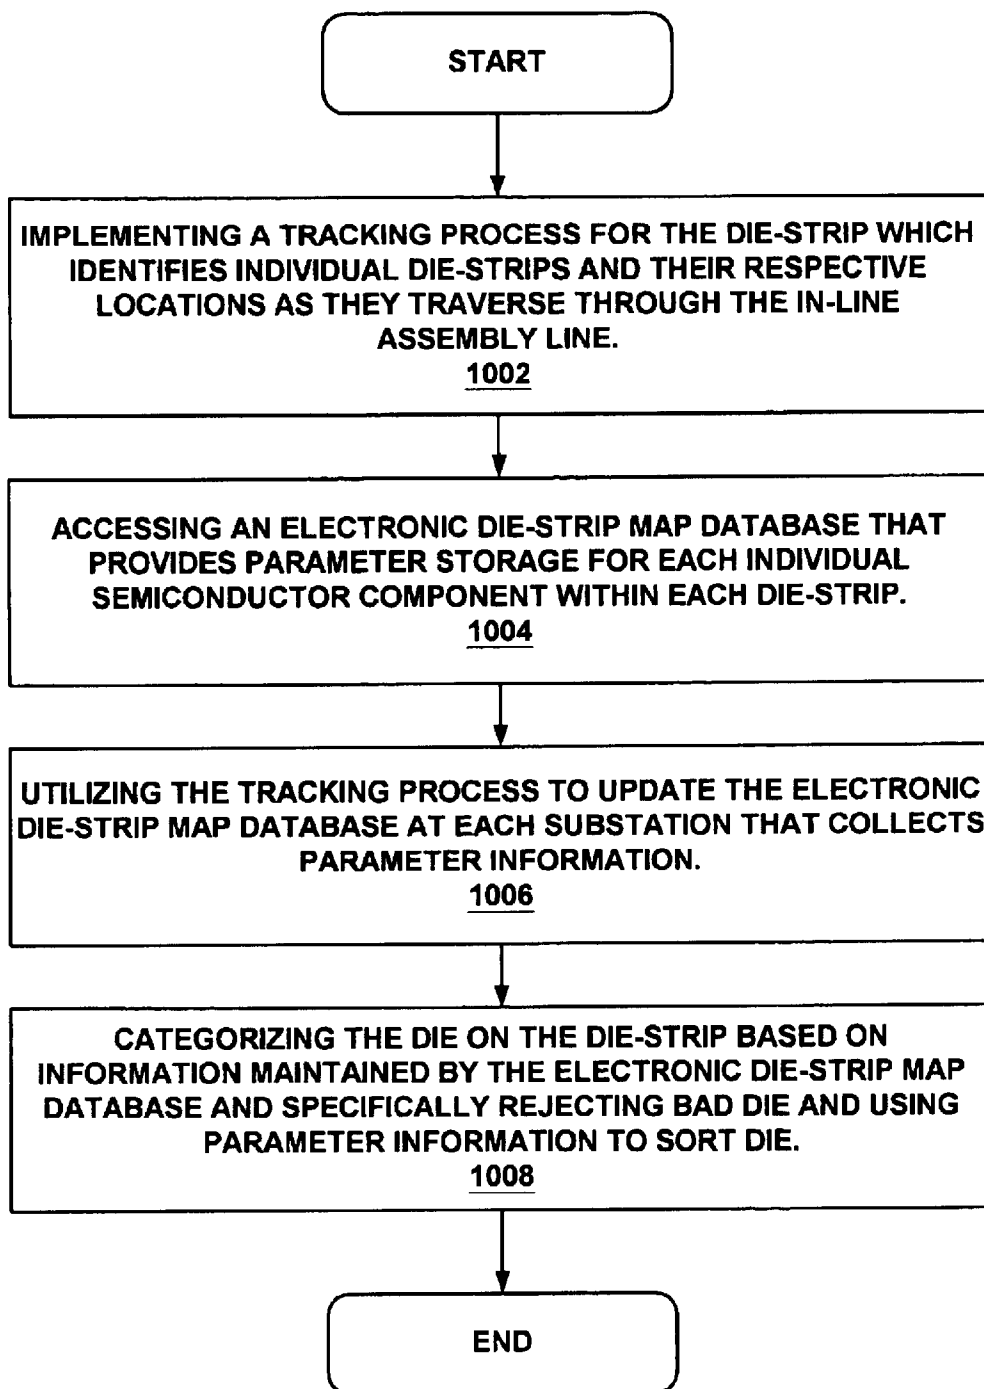 START
IMPLEMENTING A TRACKING PROCESS FOR THE DIE-STRIP WHICH
IDENTIFIES INDIVIDUAL DIE-STRIPS AND THEIR RESPECTIVE
LOCATIONS AS THEY TRAVERSE THROUGH THE IN-LINE
ASSEMBLY LINE.
1002
ACCESSING AN ELECTRONIC DIE-STRIP MAP DATABASE THAT
PROVIDES PARAMETER STORAGE FOR EACH INDIVIDUAL
SEMICONDUCTOR COMPONENT WITHIN EACH DIE-STRIP.
1004
UTILIZING THE TRACKING PROCESS TO UPDATE THE ELECTRONIC
DIE-STRIP MAP DATABASE AT EACH SUBSTATION THAT COLLECTS
PARAMETER INFORMATION.
1006
CATEGORIZING THE DIE ON THE DIE-STRIP BASED ON
INFORMATION MAINTAINED BY THE ELECTRONIC DIE-STRIP MAP
DATABASE AND SPECIFICALLY REJECTING BAD DIE AND USING
PARAMETER INFORMATION TO SORT DIE.
1008
END